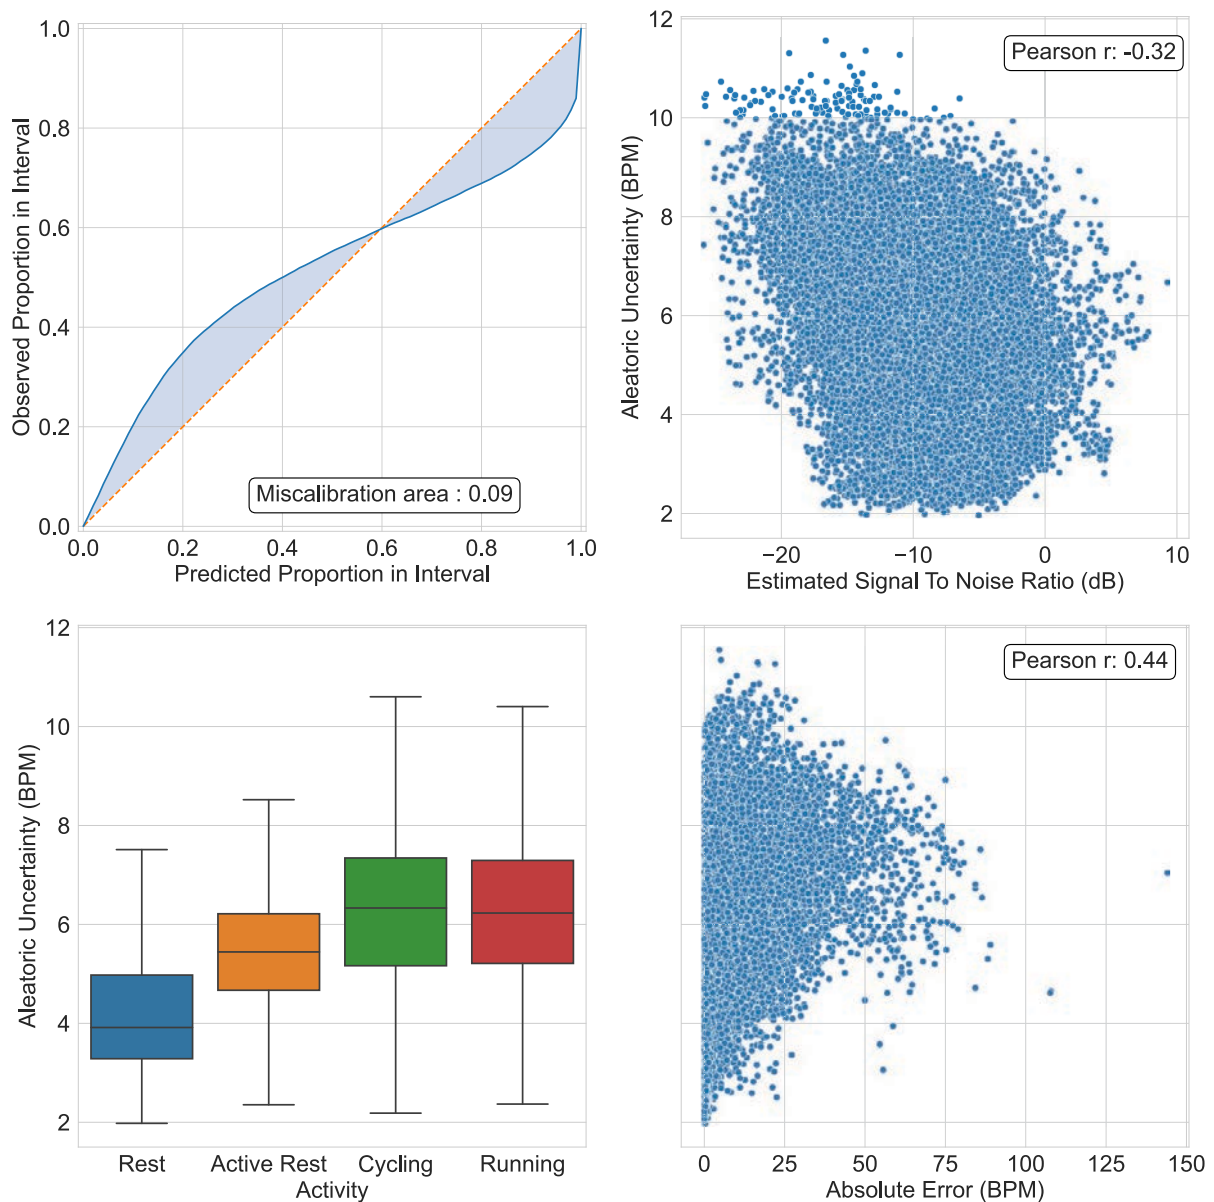 1.0
0.8
0.6
0.4
0.2
0.0
Observed Proportion in Interval
Miscalibration area : 0.09
0.0 0.2 0.4 0.6 0.8 1.0
Predicted Proportion in Interval
12
10
8
6
4
2
Aleatoric Uncertainty (BPM)
Pearson r: -0.32
−20 −10 0 10
Estimated Signal To Noise Ratio (dB)
12
10
8
6
4
2
Aleatoric Uncertainty (BPM)
Rest Active Rest Cycling Running
Activity
Pearson r: 0.44
0 25 50 75 100 125 150
Absolute Error (BPM)